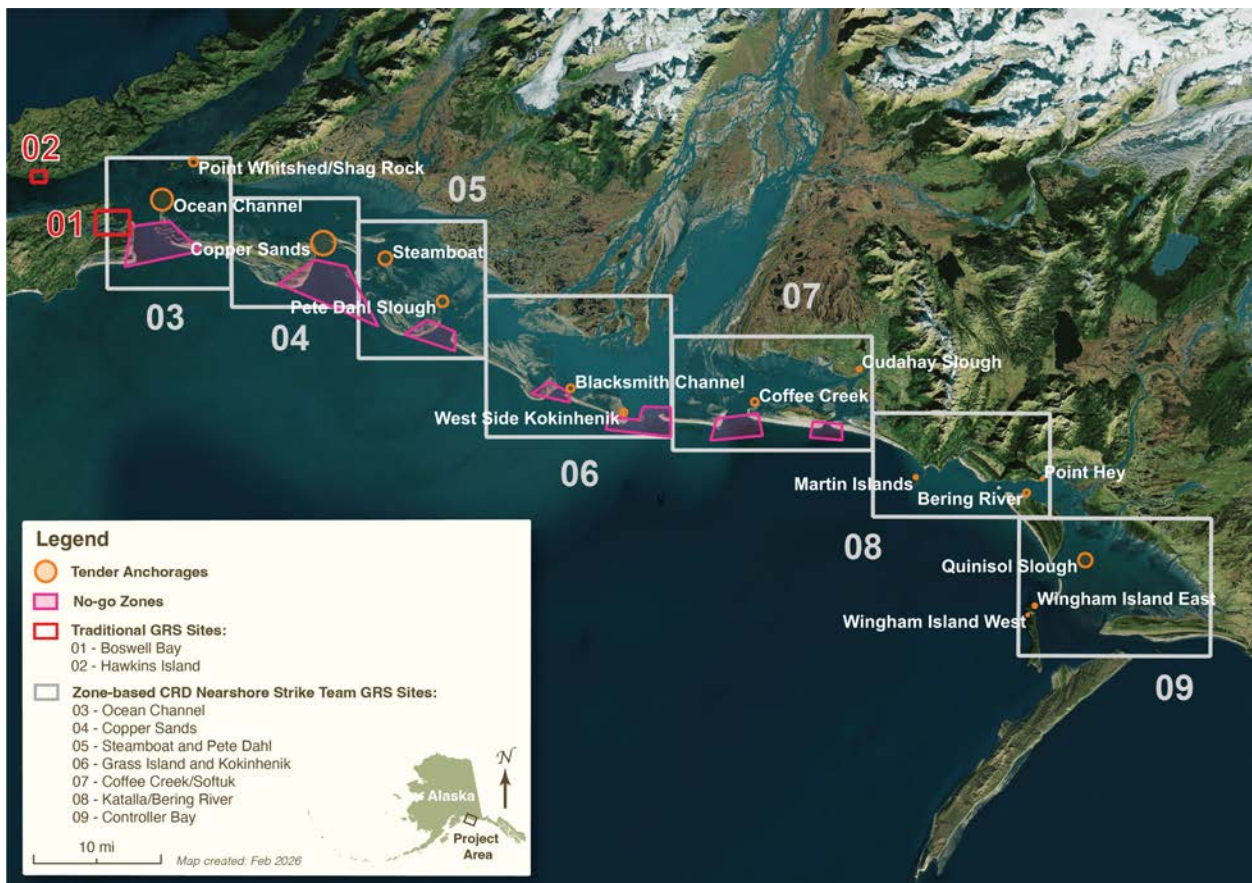 02
Point Whitshed/Shag Rock
05
Ocean Channel
01
Copper Sands
Steamboat
07
Pete Dahl Slough
03
04
Cudahay Slough
Blacksmith Channel
Coffee Creek
West Side Kokinhenik
06
Point Hey
Martin Islands
Bering River
08
Quinisol Slough
Wingham Island East
Wingham Island West
09
Legend
Tender Anchorages
No-go Zones
Traditional GRS Sites:
01 - Boswell Bay
02 - Hawkins Island
Zone-based CRD Nearshore Strike Team GRS Sites:
03 - Ocean Channel
04 - Copper Sands
05 - Steamboat and Pete Dahl
06 - Grass Island and Kokinhenik
07 - Coffee Creek/Softuk
08 - Katalla/Bering River
09 - Controller Bay
N
Alaska
Project
Area
10 mi
Map created: Feb 2026